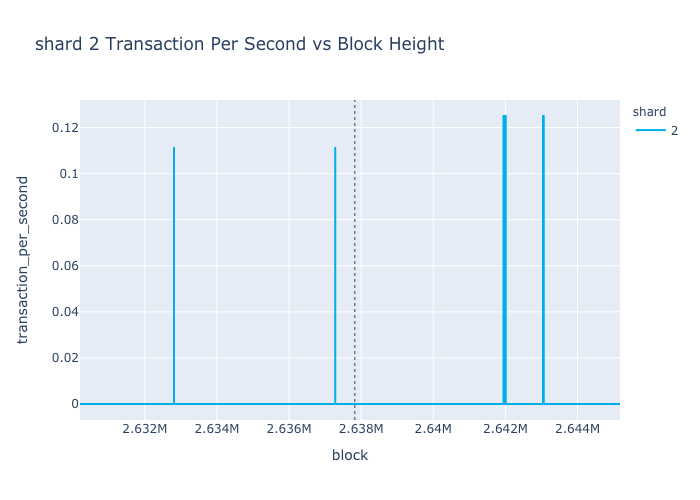 shard 2 Transaction Per Second vs Block Height
shard
2
0.12
0.1
0.08
0.06
0.04
0.02
0
transaction_per_second
2.632M 2.634M 2.636M 2.638M 2.64M 2.642M 2.644M
block